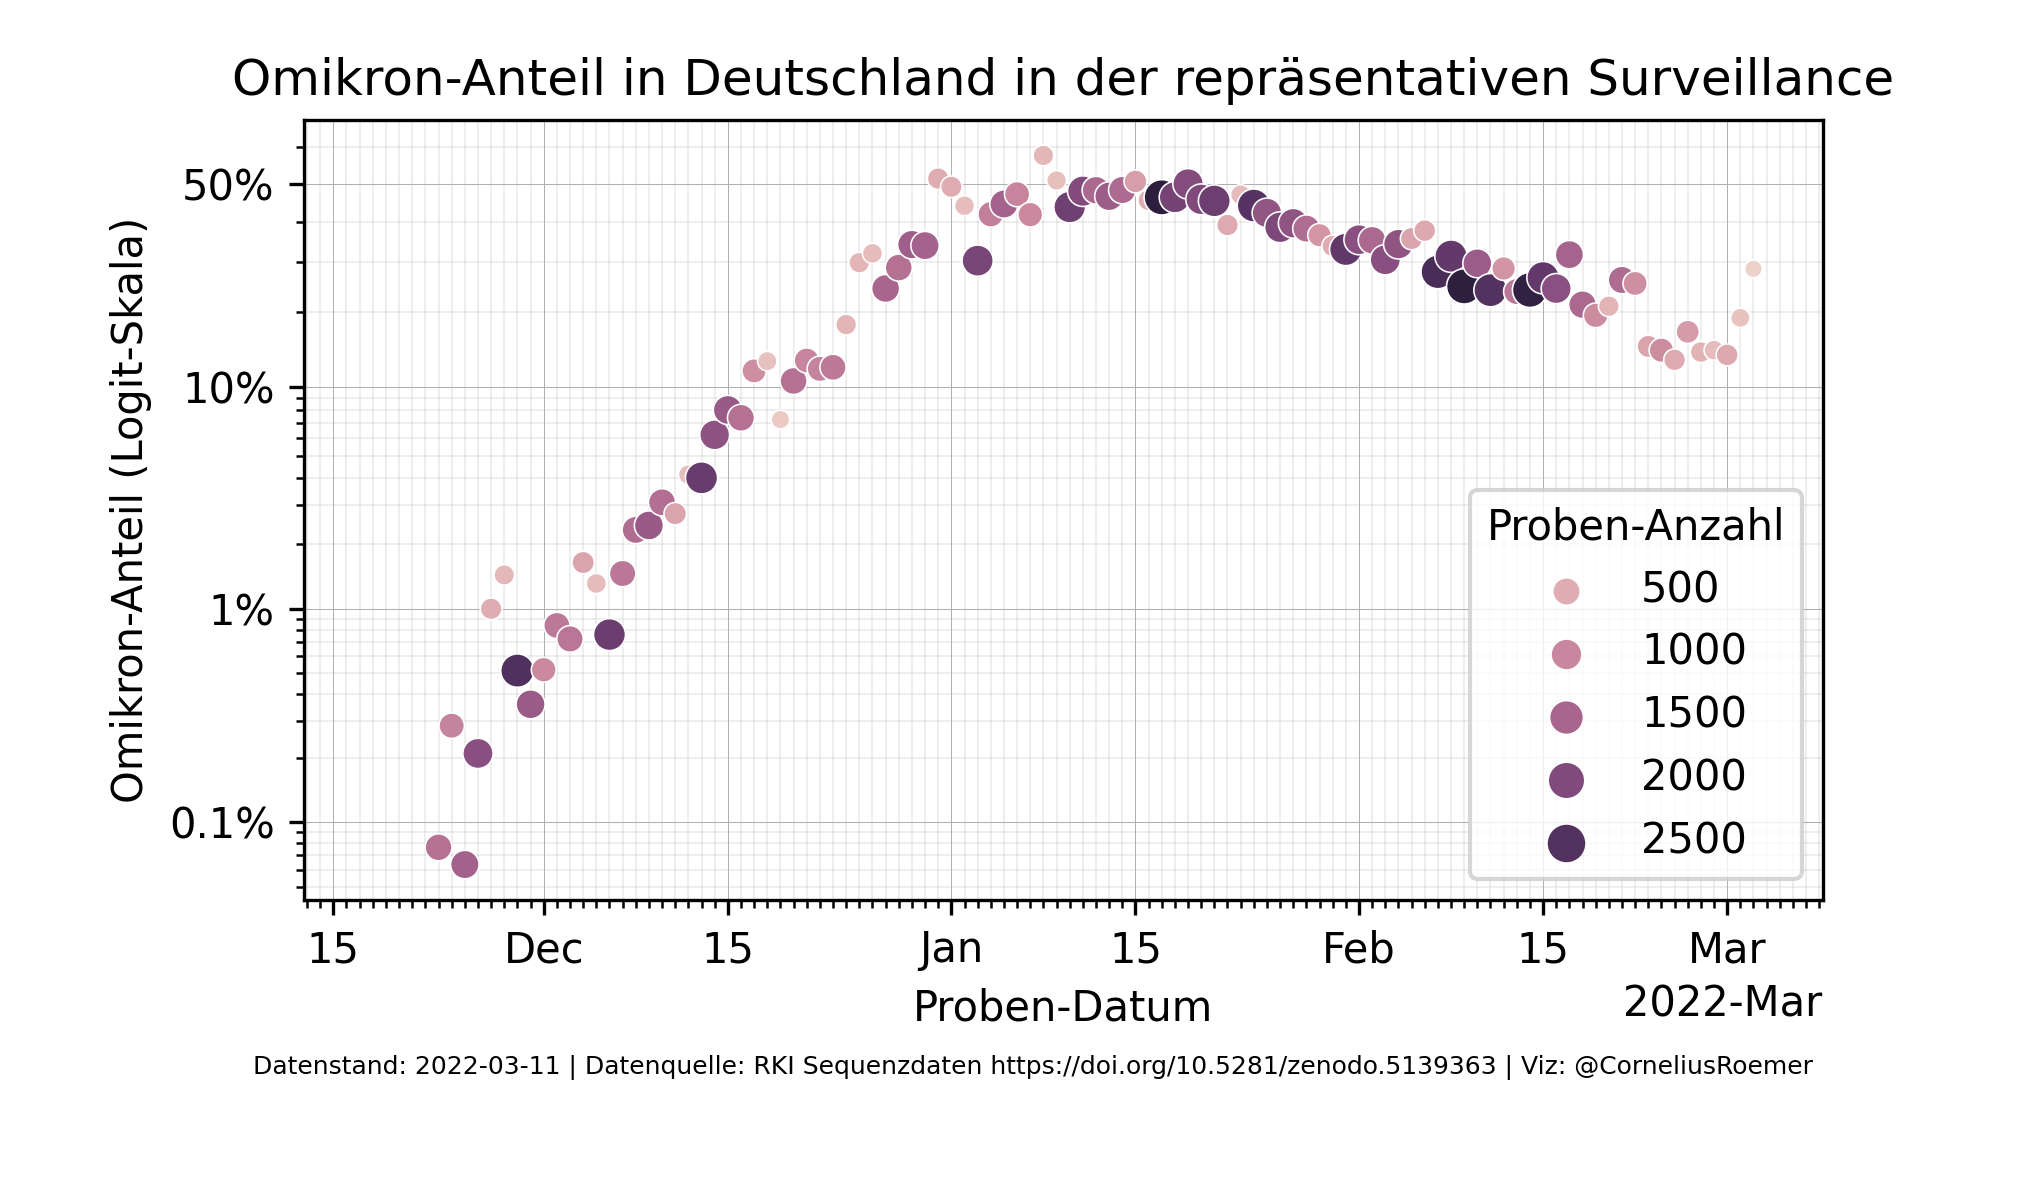 Omikron-Anteil in Deutschland in der repräsentativen Surveillance
Omikron-Anteil (Logit-Skala)
50%
10%
1%
0.1%
Proben-Anzahl
500
1000
1500
2000
2500
15 Dec 15 Jan 15 Feb 15 Mar
Proben-Datum
2022-Mar
Datenstand: 2022-03-11 | Datenquelle: RKI Sequenzdaten https://doi.org/10.5281/zenodo.5139363 | Viz: @CorneliusRoemer